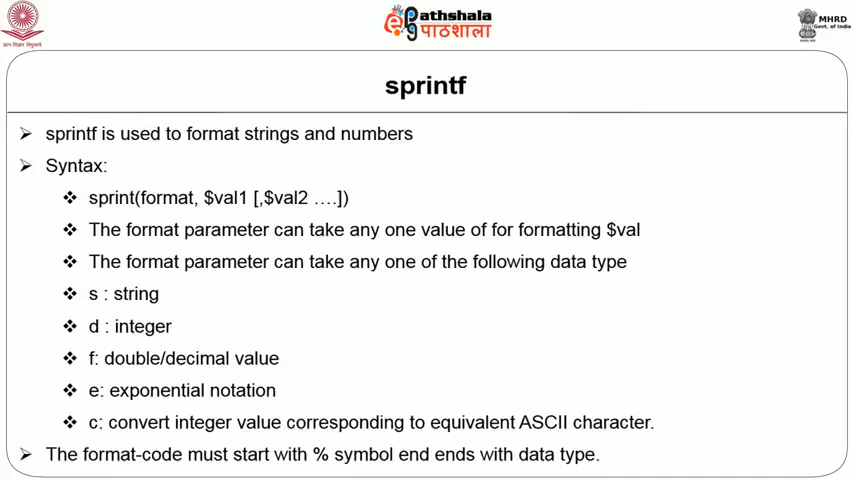 ePathshala
पाठशाला
MHRD
Govt. of India
sprintf
➢ sprintf is used to format strings and numbers
➢ Syntax:
❖ sprint(format, $val1 [,$val2 ….])
❖ The format parameter can take any one value of for formatting $val
❖ The format parameter can take any one of the following data type
❖ s : string
❖ d : integer
❖ f: double/decimal value
❖ e: exponential notation
❖ c: convert integer value corresponding to equivalent ASCII character.
➢ The format-code must start with % symbol end ends with data type.